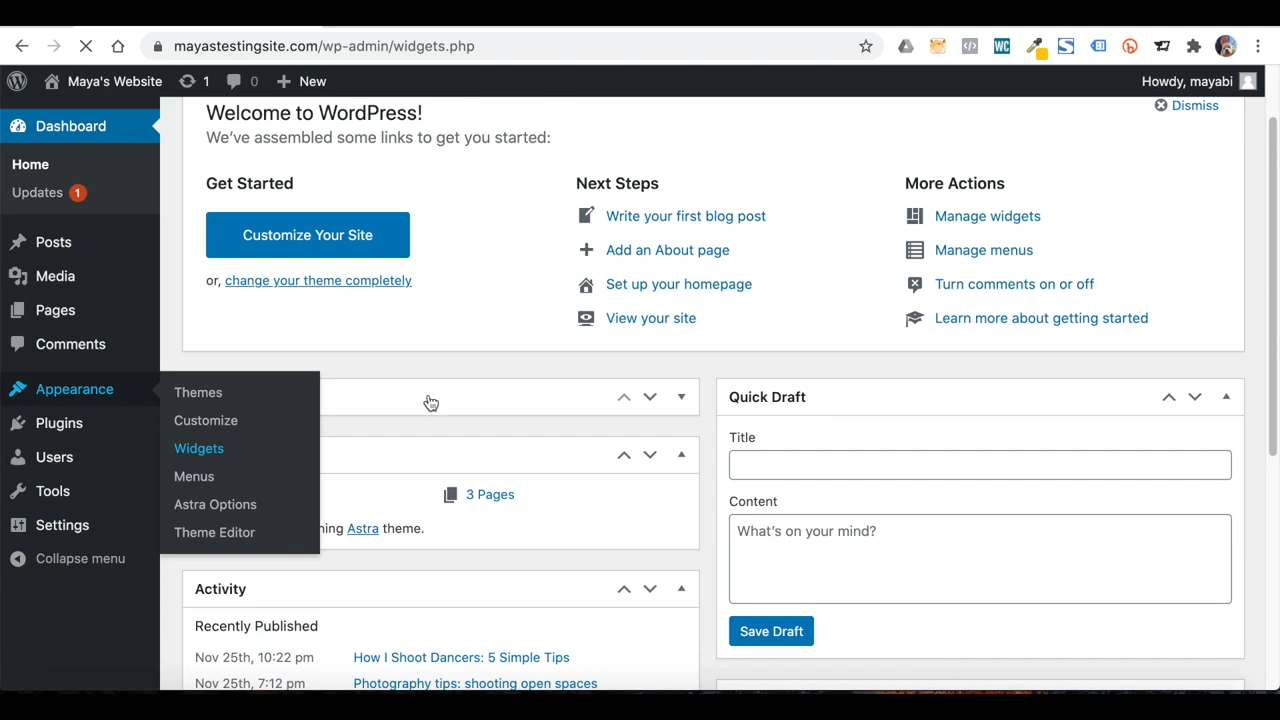 mayastestingsite.com/wp-admin/widgets.php
Maya's Website 1 0 New Howdy, mayabi
Dashboard
Home
Updates 1
Posts
Media
Pages
Comments
Appearance
Plugins
Users
Tools
Settings
Collapse menu
Themes
Customize
Widgets
Menus
Astra Options
Theme Editor
Welcome to WordPress!
Dismiss
We've assembled some links to get you started:
Get Started
Customize Your Site
or, change your theme completely
Next Steps
Write your first blog post
Add an About page
Set up your homepage
View your site
More Actions
Manage widgets
Manage menus
Turn comments on or off
Learn more about getting started
3 Pages
ning Astra theme.
Activity
Recently Published
Nov 25th, 10:22 pm How I Shoot Dancers: 5 Simple Tips
Nov 25th, 7:12 pm Photography tips: shooting open spaces
Quick Draft
Title
Content
What's on your mind?
Save Draft